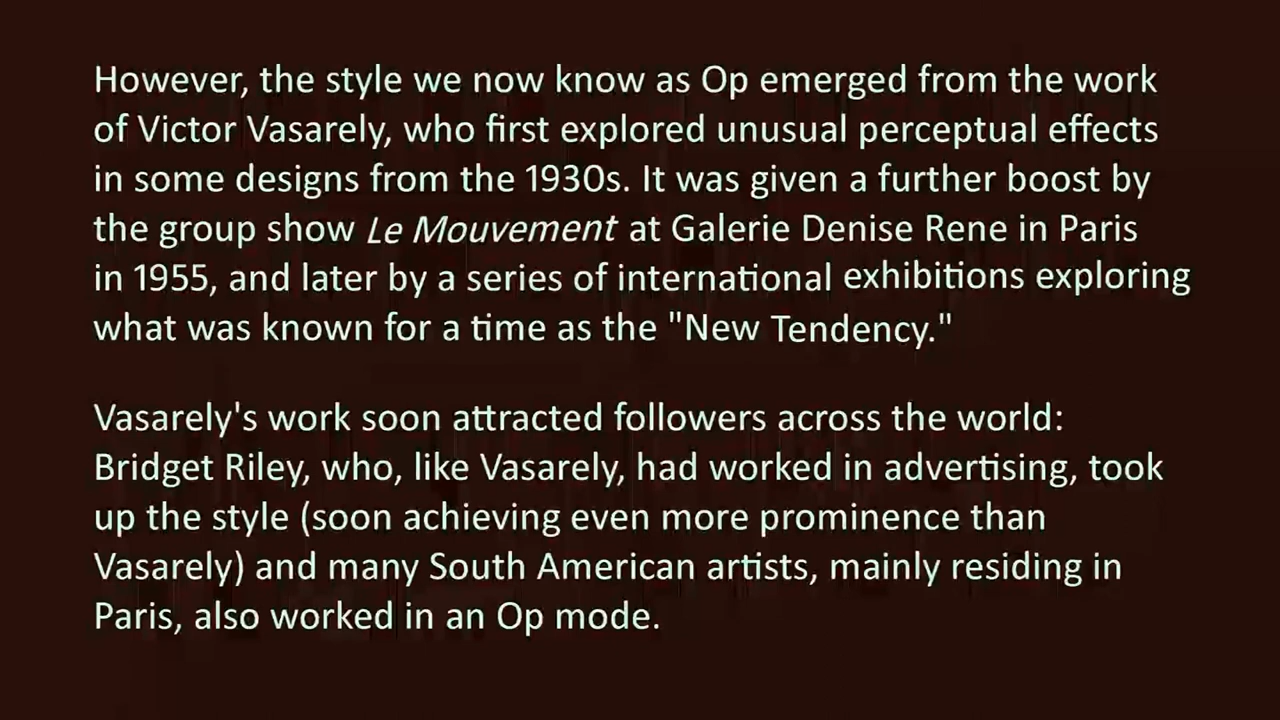 However, the style we now know as Op emerged from the work
of Victor Vasarely, who first explored unusual perceptual effects
in some designs from the 1930s. It was given a further boost by
the group show Le Mouvement at Galerie Denise Rene in Paris
in 1955, and later by a series of international exhibitions exploring
what was known for a time as the "New Tendency."
Vasarely's work soon attracted followers across the world:
Bridget Riley, who, like Vasarely, had worked in advertising, took
up the style (soon achieving even more prominence than
Vasarely) and many South American artists, mainly residing in
Paris, also worked in an Op mode.